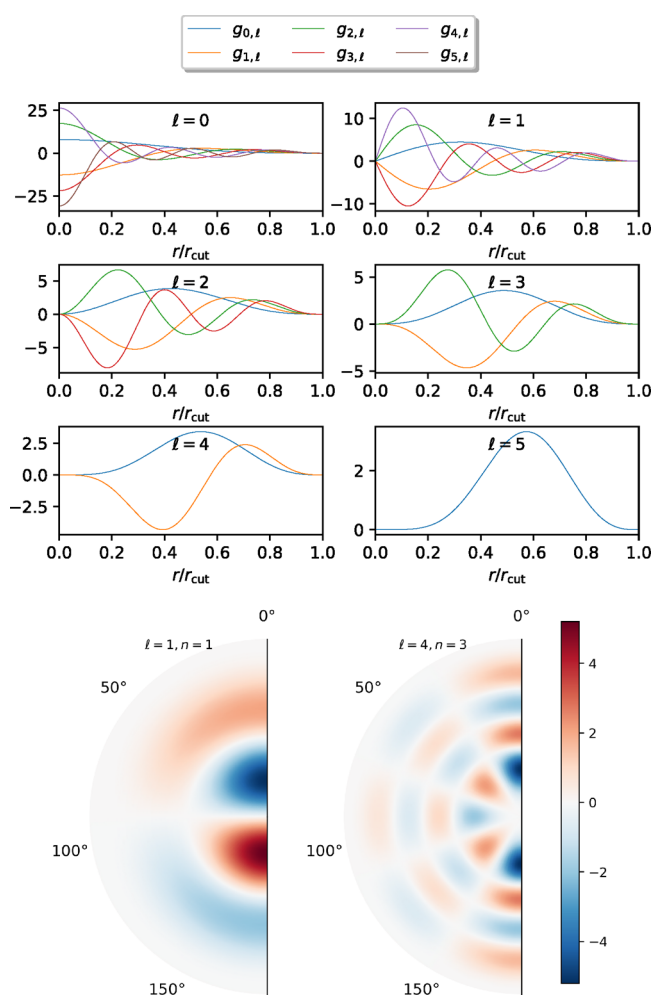 g0,ℓ g2,ℓ g4,ℓ
g1,ℓ g3,ℓ g5,ℓ
25
0
−25
ℓ = 0
0.0 0.2 0.4 0.6 0.8 1.0
r/rcut
10
0
−10
ℓ = 1
0.0 0.2 0.4 0.6 0.8 1.0
r/rcut
5
0
−5
ℓ = 2
0.0 0.2 0.4 0.6 0.8 1.0
r/rcut
5
0
−5
ℓ = 3
0.0 0.2 0.4 0.6 0.8 1.0
r/rcut
2.5
0.0
−2.5
ℓ = 4
0.0 0.2 0.4 0.6 0.8 1.0
r/rcut
2
0
ℓ = 5
0.0 0.2 0.4 0.6 0.8 1.0
r/rcut
0°
ℓ = 1, n = 1
50°
100°
150°
0°
ℓ = 4, n = 3
50°
100°
150°
4
2
0
−2
−4